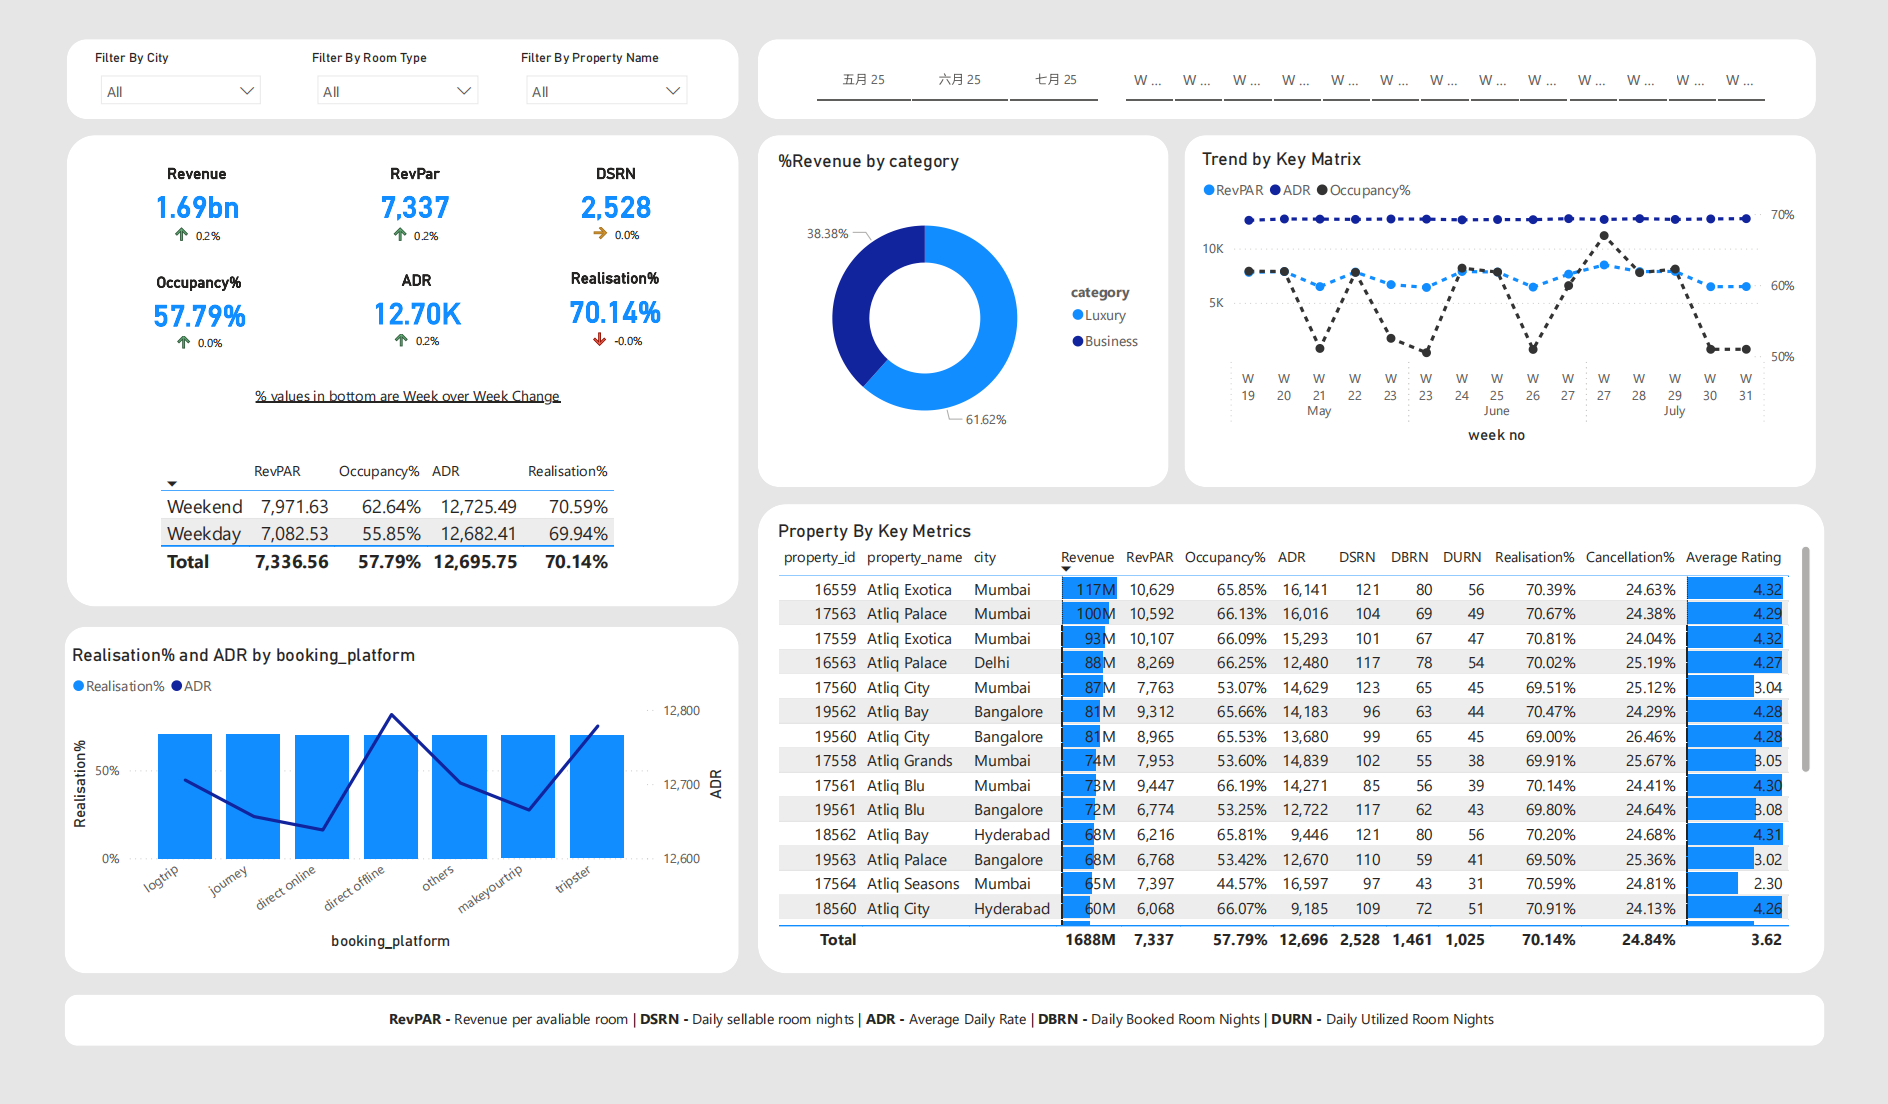 Filter By City
Filter By Room Type
Filter By Property Name
All
All
All
五月 25
六月 25
七月 25
W ...
W ...
W ...
W ...
W ...
W ...
W ...
W ...
W ...
W ...
W ...
W ...
W ...
Revenue
1.69bn
0.2%
RevPar
7,337
0.2%
DSRN
2,528
0.0%
Occupancy%
57.79%
0.0%
ADR
12.70K
0.2%
Realisation%
70.14%
-0.0%
% values in bottom are Week over Week Change
RevPAR Occupancy% ADR Realisation%
Weekend 7,971.63 62.64% 12,725.49 70.59%
Weekday 7,082.53 55.85% 12,682.41 69.94%
Total 7,336.56 57.79% 12,695.75 70.14%
%Revenue by category
38.38%
61.62%
category
Luxury
Business
Trend by Key Matrix
RevPAR ADR Occupancy%
10K
5K
70%
60%
50%
W W W W W W W W W W W W W W W
19 20 21 22 23 23 24 25 26 27 27 28 29 30 31
May June July
week no
Realisation% and ADR by booking_platform
Realisation% ADR
Realisation%
50%
0%
12,800
12,700
12,600
ADR
logtrip
journey
direct online
direct offline
others
makeyourtrip
tripster
booking_platform
Property By Key Metrics
property_id property_name city Revenue RevPAR Occupancy% ADR DSRN DBRN DURN Realisation% Cancellation% Average Rating
16559 Atliq Exotica Mumbai 117M 10,629 65.85% 16,141 121 80 56 70.39% 24.63% 4.32
17563 Atliq Palace Mumbai 100M 10,592 66.13% 16,016 104 69 49 70.67% 24.38% 4.29
17559 Atliq Exotica Mumbai 93M 10,107 66.09% 15,293 101 67 47 70.81% 24.04% 4.32
16563 Atliq Palace Delhi 88M 8,269 66.25% 12,480 117 78 54 70.02% 25.19% 4.27
17560 Atliq City Mumbai 87M 7,763 53.07% 14,629 123 65 45 69.51% 25.12% 3.04
19562 Atliq Bay Bangalore 81M 9,312 65.66% 14,183 96 63 44 70.47% 24.29% 4.28
19560 Atliq City Bangalore 81M 8,965 65.53% 13,680 99 65 45 69.00% 26.46% 4.28
17558 Atliq Grands Mumbai 74M 7,953 53.60% 14,839 102 55 38 69.91% 25.67% 3.05
17561 Atliq Blu Mumbai 73M 9,447 66.19% 14,271 85 56 39 70.14% 24.41% 4.30
19561 Atliq Blu Bangalore 72M 6,774 53.25% 12,722 117 62 43 69.80% 24.64% 3.08
18562 Atliq Bay Hyderabad 68M 6,216 65.81% 9,446 121 80 56 70.20% 24.68% 4.31
19563 Atliq Palace Bangalore 68M 6,768 53.42% 12,670 110 59 41 69.50% 25.36% 3.02
17564 Atliq Seasons Mumbai 65M 7,397 44.57% 16,597 97 43 31 70.59% 24.81% 2.30
18560 Atliq City Hyderabad 60M 6,068 66.07% 9,185 109 72 51 70.91% 24.13% 4.26
Total 1688M 7,337 57.79% 12,696 2,528 1,461 1,025 70.14% 24.84% 3.62
RevPAR - Revenue per avaliable room | DSRN - Daily sellable room nights | ADR - Average Daily Rate | DBRN - Daily Booked Room Nights | DURN - Daily Utilized Room Nights